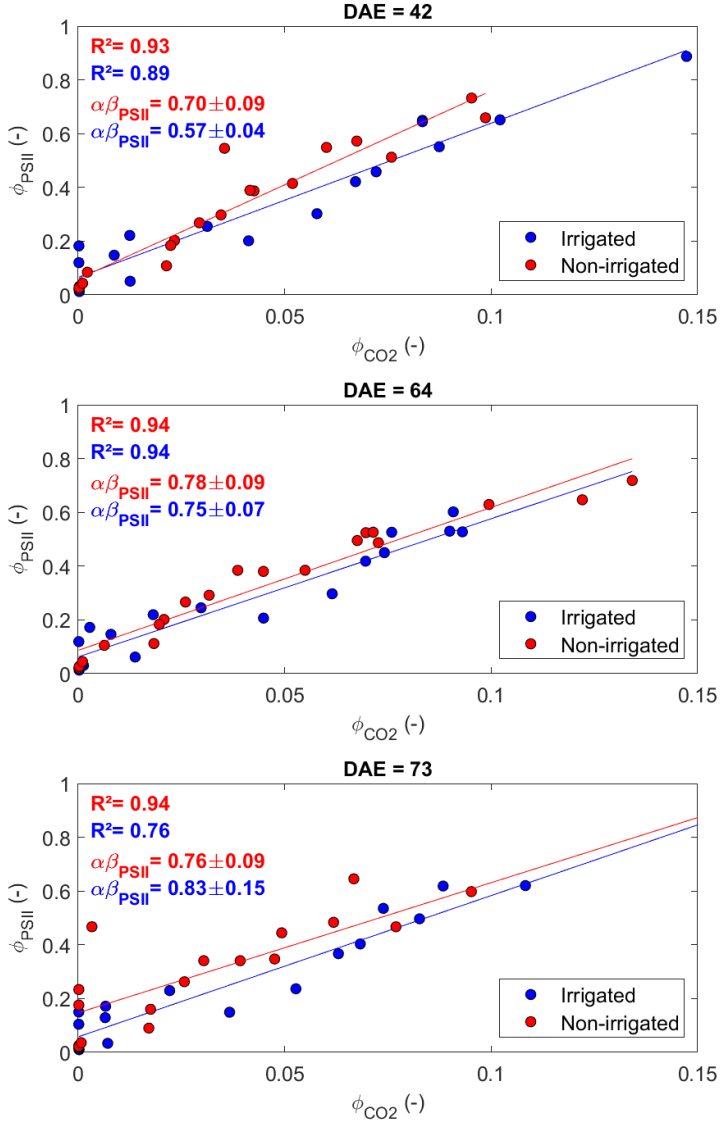 DAE = 42
R²= 0.93
R²= 0.89
αβPSII= 0.70±0.09
αβPSII= 0.57±0.04
1
0.8
0.6
0.4
0.2
0
ϕPSII (-)
Irrigated
Non-irrigated
0 0.05 0.1 0.15
ϕCO2 (-)
DAE = 64
R²= 0.94
R²= 0.94
αβPSII= 0.78±0.09
αβPSII= 0.75±0.07
1
0.8
0.6
0.4
0.2
0
ϕPSII (-)
Irrigated
Non-irrigated
0 0.05 0.1 0.15
ϕCO2 (-)
DAE = 73
R²= 0.94
R²= 0.76
αβPSII= 0.76±0.09
αβPSII= 0.83±0.15
1
0.8
0.6
0.4
0.2
0
ϕPSII (-)
Irrigated
Non-irrigated
0 0.05 0.1 0.15
ϕCO2 (-)